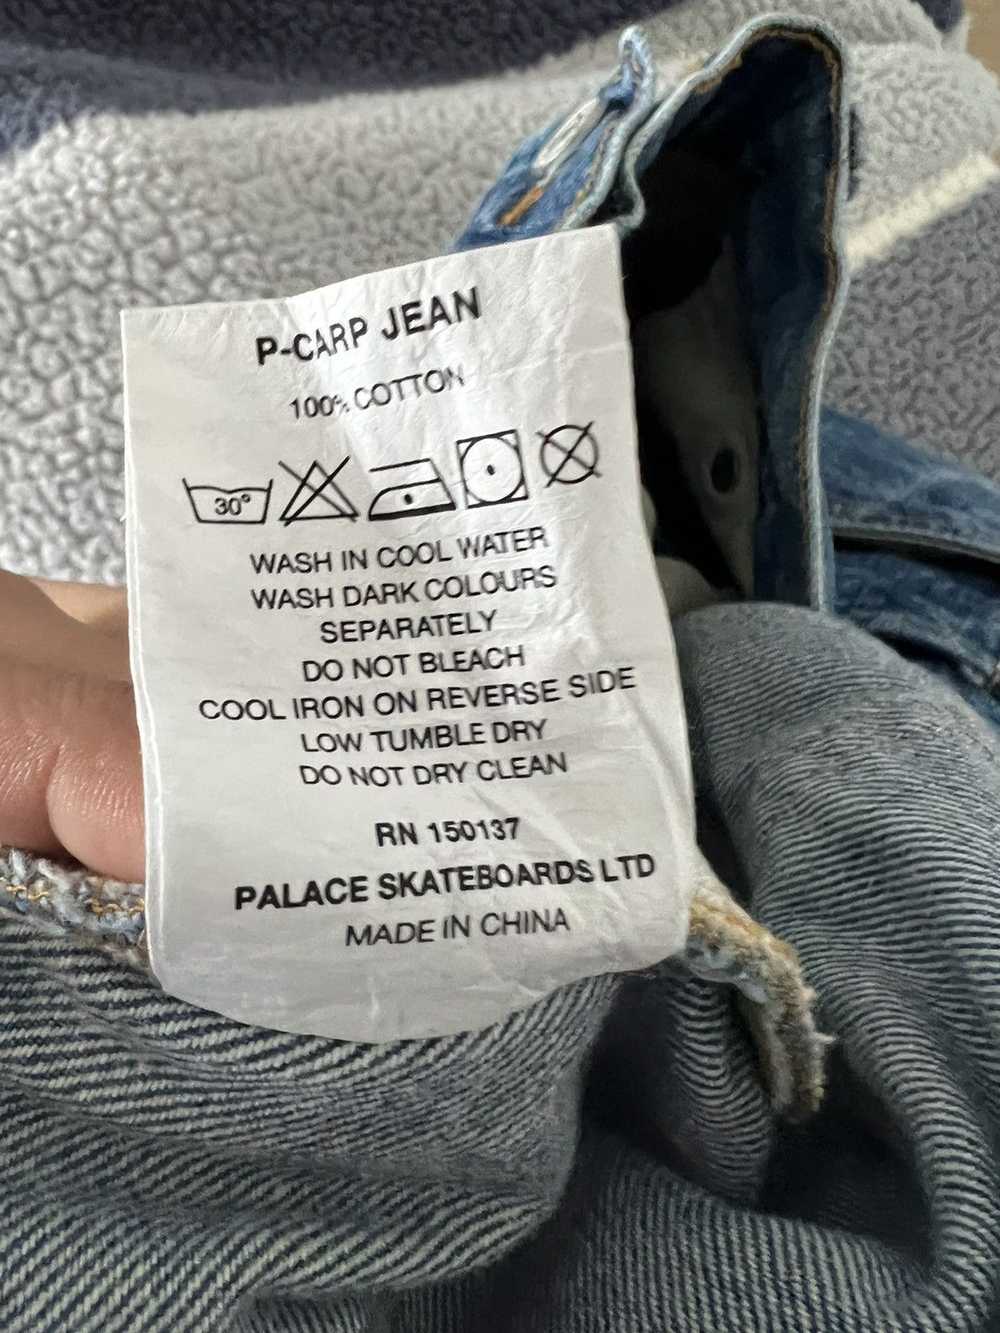 P-CARP JEAN
100% COTTON
30°
WASH IN COOL WATER
WASH DARK COLOURS
SEPARATELY
DO NOT BLEACH
COOL IRON ON REVERSE SIDE
LOW TUMBLE DRY
DO NOT DRY CLEAN
RN 150137
PALACE SKATEBOARDS LTD
MADE IN CHINA